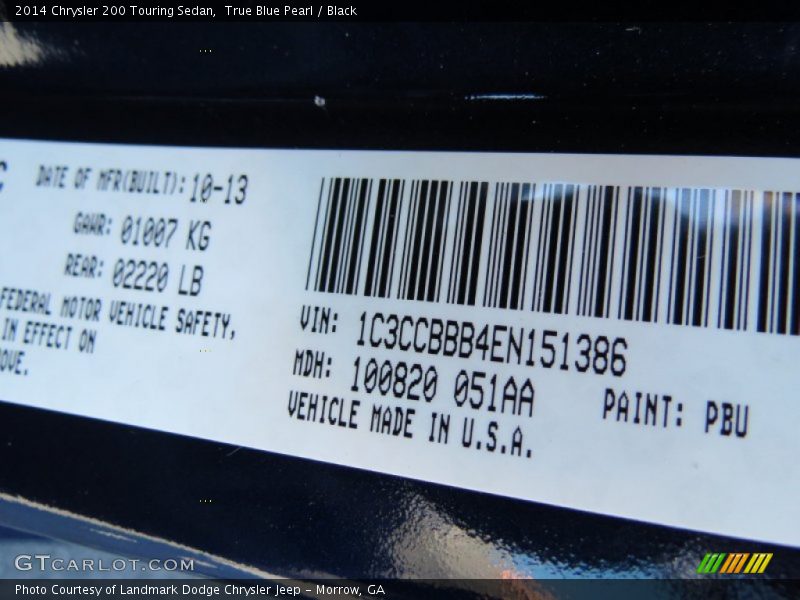 2014 Chrysler 200 Touring Sedan,  True Blue Pearl / Black
DATE OF MFR(BUILT): 10-13
GAWR: 01007 KG
REAR: 02220 LB
FEDERAL MOTOR VEHICLE SAFETY,
IN EFFECT ON
VIN: 1C3CCBBB4EN151386
MDH: 100820 051AA
PAINT: PBU
VEHICLE MADE IN U.S.A.
GTCARLOT.COM
Photo Courtesy of Landmark Dodge Chrysler Jeep - Morrow, GA